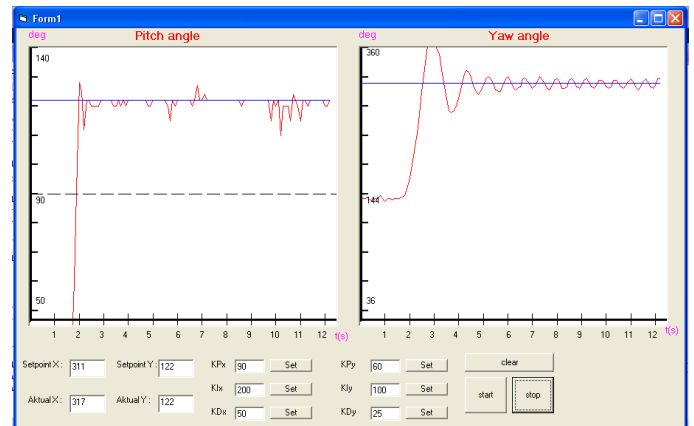 Form1
deg Pitch angle deg Yaw angle
140 360
90 144
50 36
1 2 3 4 5 6 7 8 9 10 11 12 t(s) 1 2 3 4 5 6 7 8 9 10 11 12 t(s)
Setpoint X : 311 Setpoint Y : 122 KPx 90 Set KPy 60 Set clear
KIx 200 Set KIy 100 Set start stop
Aktual X : 317 Aktual Y : 122
KDx 50 Set KDy 25 Set